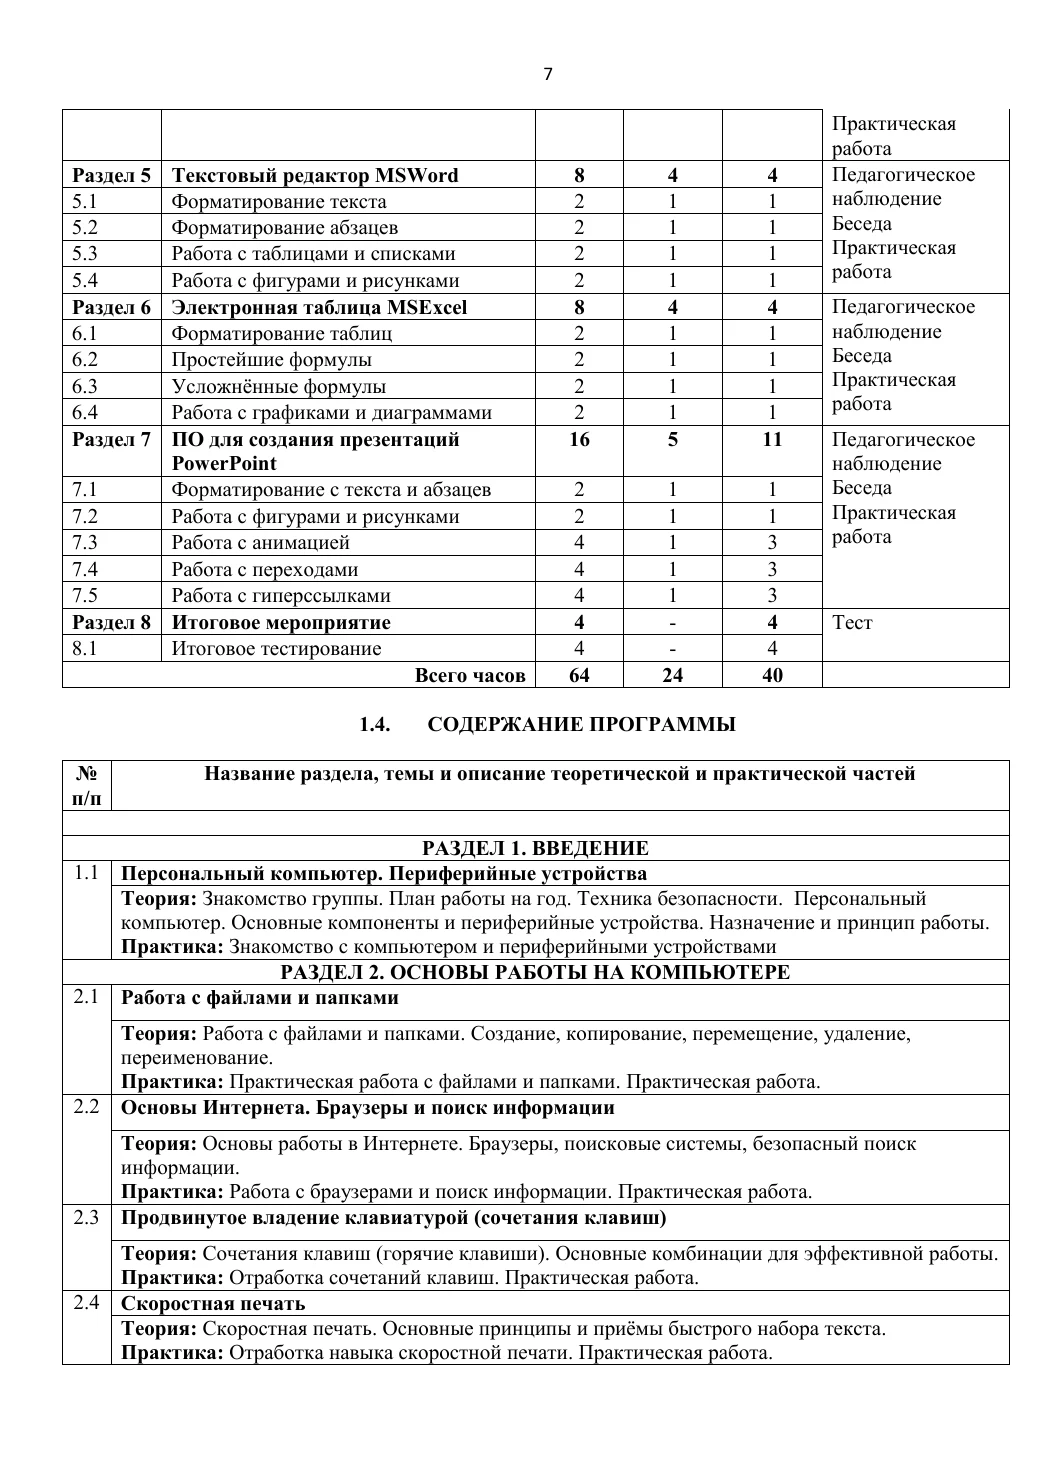 7
Практическая
работа
Раздел 5 Текстовый редактор MSWord 8 4 4 Педагогическое
5.1 Форматирование текста 2 1 1 наблюдение
5.2 Форматирование абзацев 2 1 1 Беседа
5.3 Работа с таблицами и списками 2 1 1 Практическая
5.4 Работа с фигурами и рисунками 2 1 1 работа
Раздел 6 Электронная таблица MSExcel 8 4 4 Педагогическое
6.1 Форматирование таблиц 2 1 1 наблюдение
6.2 Простейшие формулы 2 1 1 Беседа
6.3 Усложнённые формулы 2 1 1 Практическая
6.4 Работа с графиками и диаграммами 2 1 1 работа
Раздел 7 ПО для создания презентаций 16 5 11 Педагогическое
PowerPoint наблюдение
7.1 Форматирование с текста и абзацев 2 1 1 Беседа
7.2 Работа с фигурами и рисунками 2 1 1 Практическая
7.3 Работа с анимацией 4 1 3 работа
7.4 Работа с переходами 4 1 3
7.5 Работа с гиперссылками 4 1 3
Раздел 8 Итоговое мероприятие 4 - 4 Тест
8.1 Итоговое тестирование 4 - 4
Всего часов 64 24 40
1.4. СОДЕРЖАНИЕ ПРОГРАММЫ
№ Название раздела, темы и описание теоретической и практической частей
п/п
РАЗДЕЛ 1. ВВЕДЕНИЕ
1.1 Персональный компьютер. Периферийные устройства
Теория: Знакомство группы. План работы на год. Техника безопасности. Персональный
компьютер. Основные компоненты и периферийные устройства. Назначение и принцип работы.
Практика: Знакомство с компьютером и периферийными устройствами
РАЗДЕЛ 2. ОСНОВЫ РАБОТЫ НА КОМПЬЮТЕРЕ
2.1 Работа с файлами и папками
Теория: Работа с файлами и папками. Создание, копирование, перемещение, удаление,
переименование.
Практика: Практическая работа с файлами и папками. Практическая работа.
2.2 Основы Интернета. Браузеры и поиск информации
Теория: Основы работы в Интернете. Браузеры, поисковые системы, безопасный поиск
информации.
Практика: Работа с браузерами и поиск информации. Практическая работа.
2.3 Продвинутое владение клавиатурой (сочетания клавиш)
Теория: Сочетания клавиш (горячие клавиши). Основные комбинации для эффективной работы.
Практика: Отработка сочетаний клавиш. Практическая работа.
2.4 Скоростная печать
Теория: Скоростная печать. Основные принципы и приёмы быстрого набора текста.
Практика: Отработка навыка скоростной печати. Практическая работа.